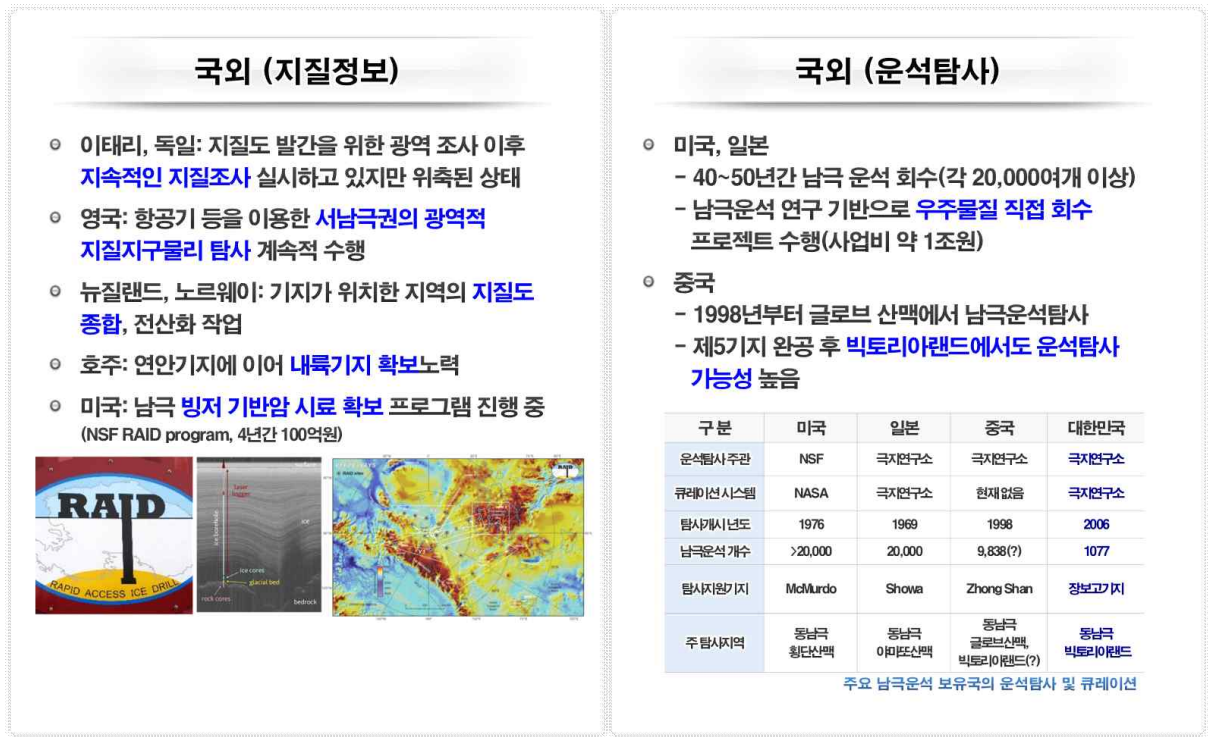 국외 (지질정보)
이태리, 독일: 지질도 발간을 위한 광역 조사 이후
지속적인 지질조사 실시하고 있지만 위축된 상태
영국: 항공기 등을 이용한 서남극권의 광역적
지질지구물리 탐사 계속적 수행
뉴질랜드, 노르웨이: 기지가 위치한 지역의 지질도
종합, 전산화 작업
호주: 연안기지에 이어 내륙기지 확보노력
미국: 남극 빙저 기반암 시료 확보 프로그램 진행 중
(NSF RAID program, 4년간 100억원)
RAID
RAPID ACCESS ICE DRILL
laser
logger
ice borehole
ice
ice cores
glacial bed
rock cores
bedrock
RAID
국외 (운석탐사)
미국, 일본
- 40~50년간 남극 운석 회수(각 20,000여개 이상)
- 남극운석 연구 기반으로 우주물질 직접 회수
프로젝트 수행(사업비 약 1조원)
중국
- 1998년부터 글로브 산맥에서 남극운석탐사
- 제5기지 완공 후 빅토리아랜드에서도 운석탐사
가능성 높음
구 분 미국 일본 중국 대한민국
운석탐사 주관 NSF 극지연구소 극지연구소 극지연구소
큐레이션 시스템 NASA 극지연구소 현재 없음 극지연구소
탐사개시 년도 1976 1969 1998 2006
남극운석 개수 >20,000 20,000 9,838(?) 1077
탐사지원기지 McMurdo Showa Zhong Shan 장보고기지
주 탐사지역 동남극 횡단산맥 동남극 야미또산맥 동남극 글로브산맥, 빅토리아랜드(?) 동남극 빅토리아랜드
주요 남극운석 보유국의 운석탐사 및 큐레이션